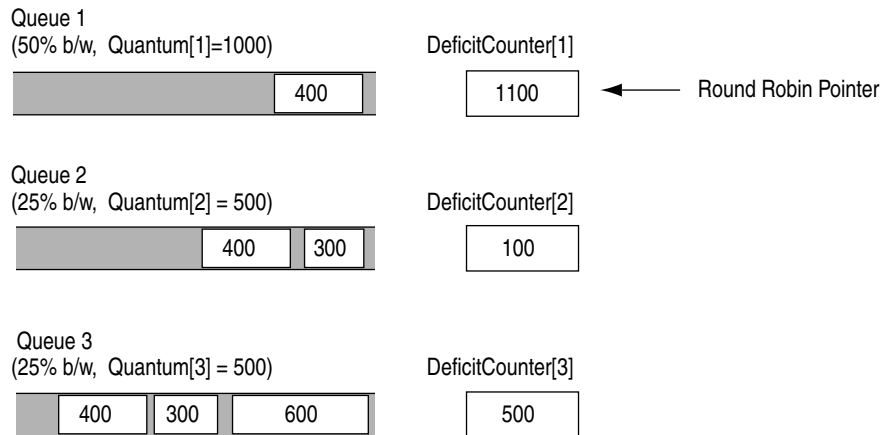 Queue 1
(50% b/w, Quantum[1]=1000) DeficitCounter[1]
400 1100 Round Robin Pointer
Queue 2
(25% b/w, Quantum[2] = 500) DeficitCounter[2]
400 300 100
Queue 3
(25% b/w, Quantum[3] = 500) DeficitCounter[3]
400 300 600 500